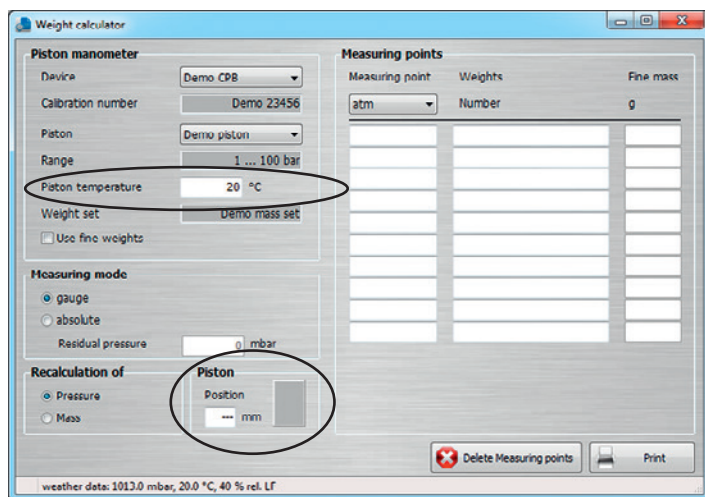 Weight calculator
Piston manometer
Device
Demo CPB
Calibration number
Demo 23456
Piston
Demo piston
Range
1 ... 100 bar
Piston temperature
20 °C
Weight set
Demo mass set
Use fine weights
Measuring mode
gauge
absolute
Residual pressure
0 mbar
Recalculation of
Pressure
Mass
Piston
Position
--- mm
Measuring points
Measuring point Weights Fine mass
atm Number g
Delete Measuring points
Print
weather data: 1013.0 mbar, 20.0 °C, 40 % rel. LF